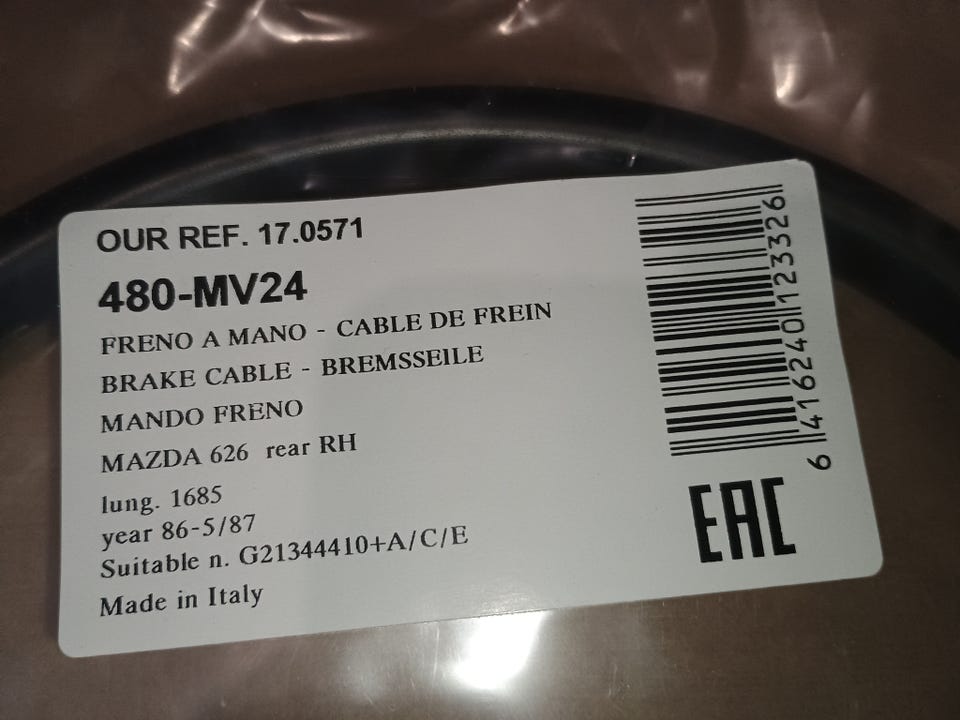 OUR REF. 17.0571
480-MV24
FRENO A MANO - CABLE DE FREIN
BRAKE CABLE - BREMSSEILE
MANDO FRENO
MAZDA 626 rear RH
lung. 1685
year 86-5/87
Suitable n. G21344410+A/C/E
Made in Italy
6 416240 123326
EAC